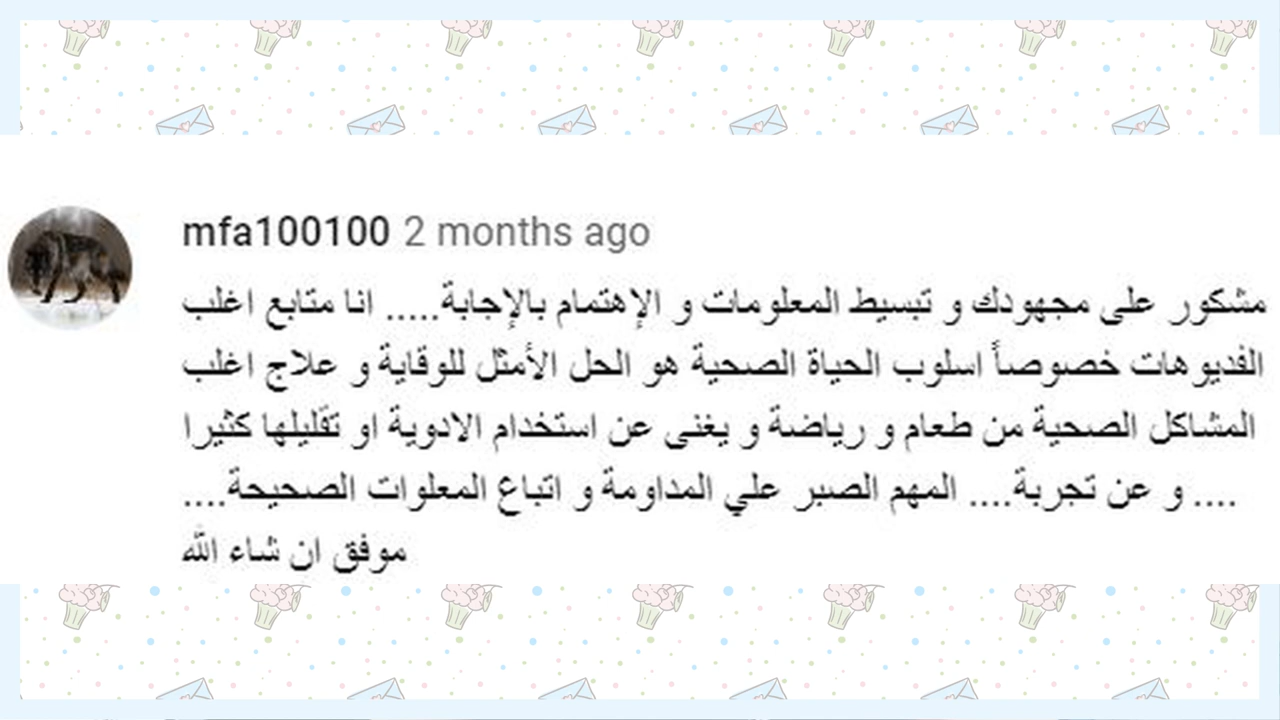 mfa100100 2 months ago
مشكور على مجهودك و تبسيط المعلومات و الإهتمام بالإجابة..... انا متابع اغلب
الفديوهات خصوصاً اسلوب الحياة الصحية هو الحل الأمثل للوقاية و علاج اغلب
المشاكل الصحية من طعام و رياضة و يغنى عن استخدام الادوية او تقليلها كثيرا
.... و عن تجربة.... المهم الصبر علي المداومة و اتباع المعلوات الصحيحة....
موفق ان شاء الله